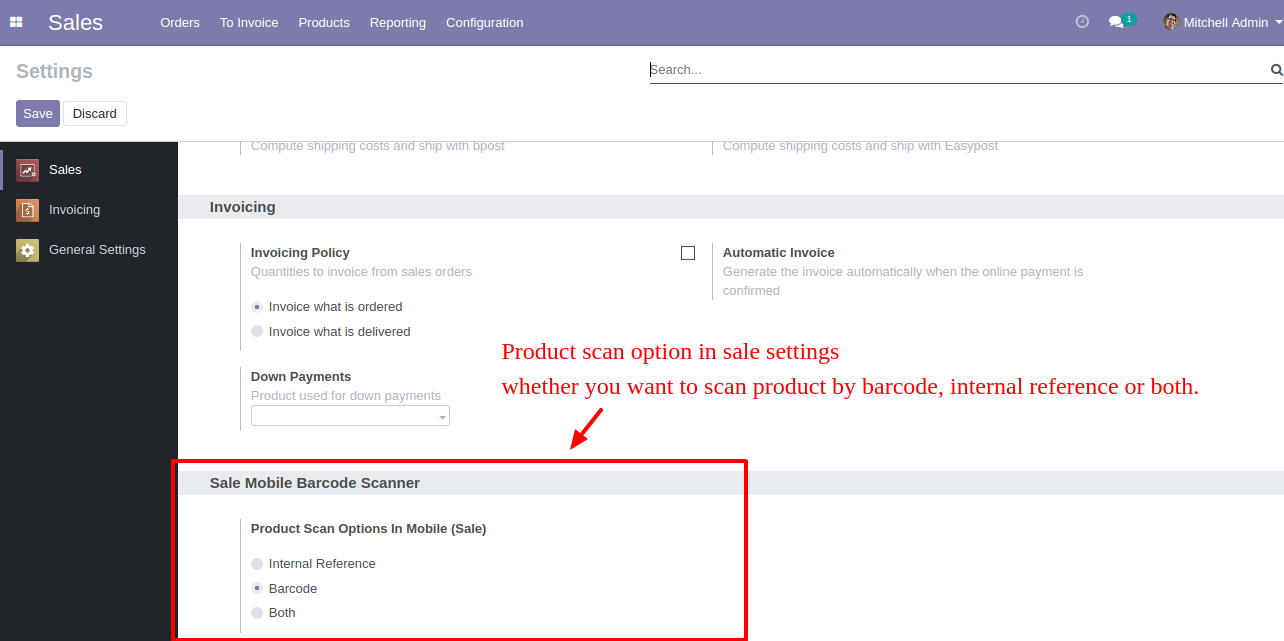 Sales Orders To Invoice Products Reporting Configuration 1 Mitchell Admin
Settings
Search...
Save Discard
Sales
Invoicing
General Settings
Compute shipping costs and ship with bpost
Compute shipping costs and ship with Easypost
Invoicing
Invoicing Policy
Quantities to invoice from sales orders
Invoice what is ordered
Invoice what is delivered
Automatic Invoice
Generate the invoice automatically when the online payment is
confirmed
Product scan option in sale settings
whether you want to scan product by barcode, internal reference or both.
Down Payments
Product used for down payments
Sale Mobile Barcode Scanner
Product Scan Options In Mobile (Sale)
Internal Reference
Barcode
Both